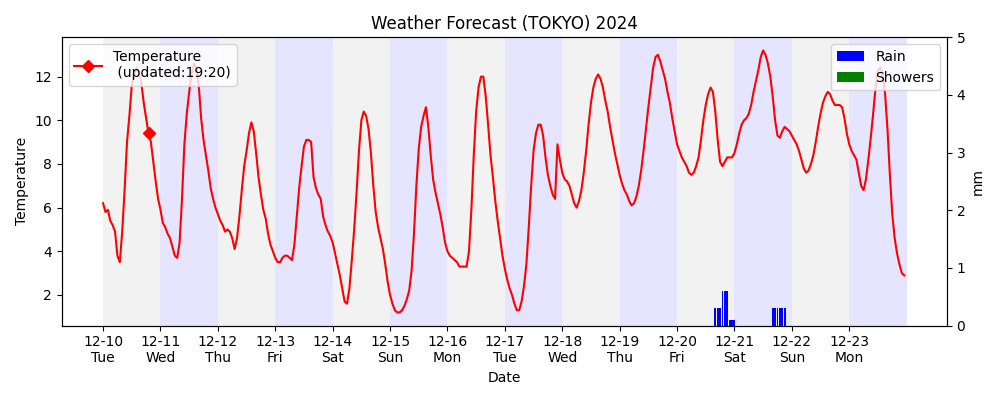 Weather Forecast (TOKYO) 2024
Temperature
(updated:19:20)
Rain
Showers
Temperature
12
10
8
6
4
2
5
4
3
2
1
0
mm
12-10 12-11 12-12 12-13 12-14 12-15 12-16 12-17 12-18 12-19 12-20 12-21 12-22 12-23
Tue Wed Thu Fri Sat Sun Mon Tue Wed Thu Fri Sat Sun Mon
Date